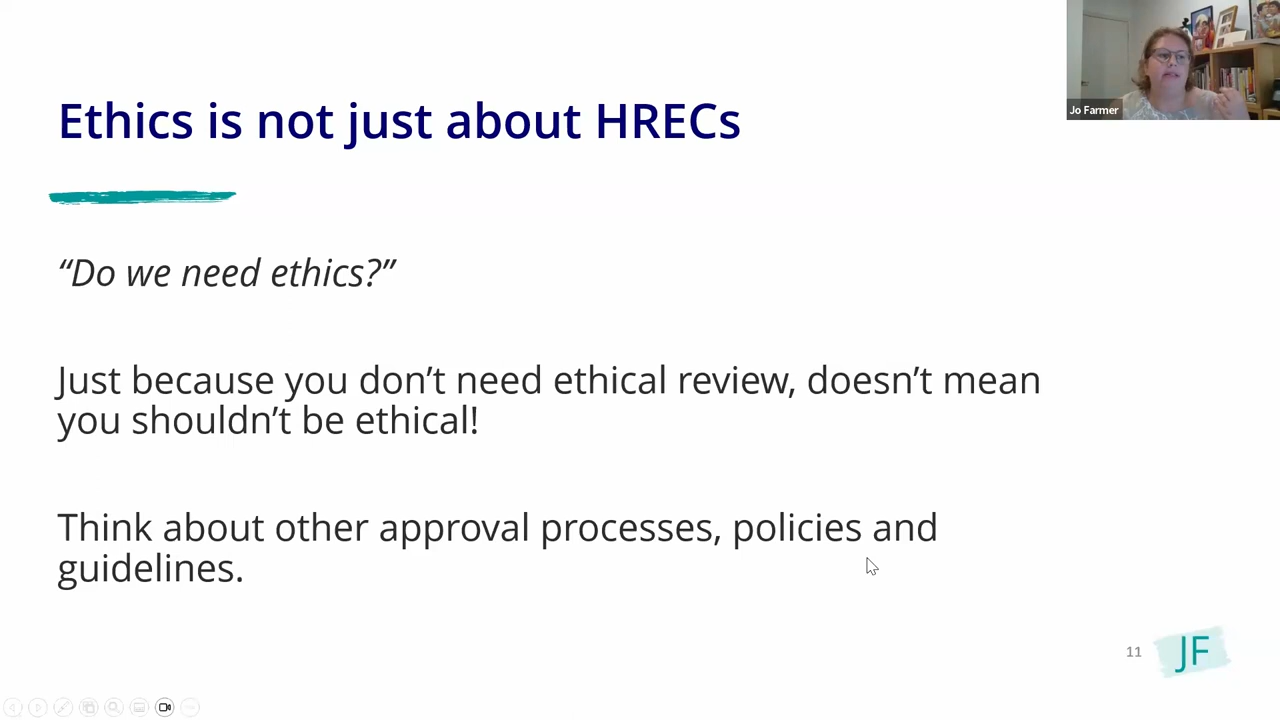 Ethics is not just about HRECs
Jo Farmer
“Do we need ethics?”
Just because you don’t need ethical review, doesn’t mean
you shouldn’t be ethical!
Think about other approval processes, policies and
guidelines.
11
JF